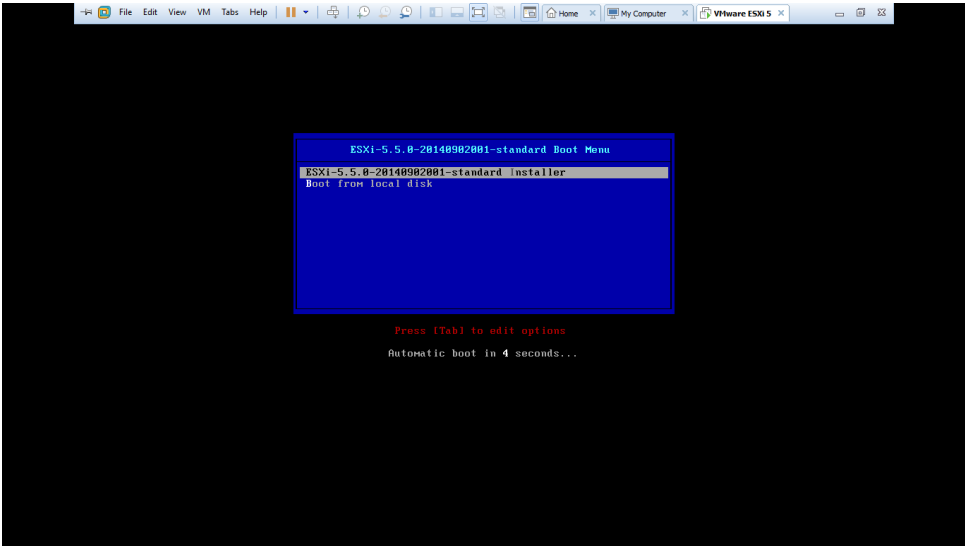 File Edit View VM Tabs Help Home My Computer VMware ESXi 5
ESXi-5.5.0-20140902001-standard Boot Menu
ESXi-5.5.0-20140902001-standard Installer
Boot from local disk
Press [Tab] to edit options
Automatic boot in 4 seconds...